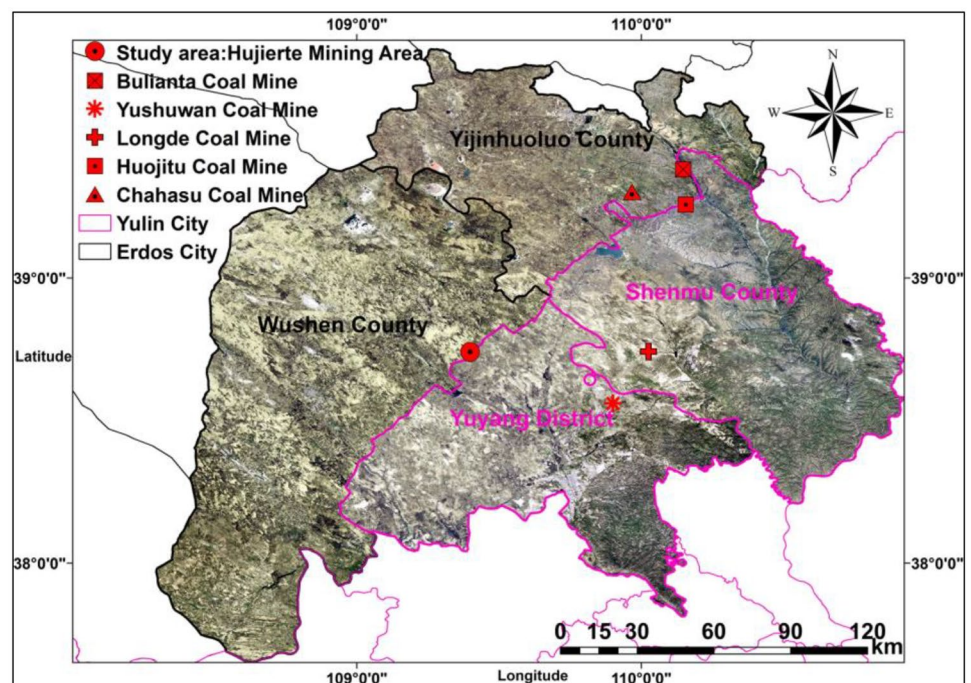 109°0'0"
110°0'0"
Study area:Hujierte Mining Area
Bulianta Coal Mine
Yushuwan Coal Mine
Longde Coal Mine
Huojitu Coal Mine
Chahasu Coal Mine
Yulin City
Erdos City
N
W
E
S
Yijinhuoluo County
39°0'0"
39°0'0"
Shenmu County
Wushen County
Latitude
Yuyang District
38°0'0"
38°0'0"
0 15 30 60 90 120
km
109°0'0"
Longitude
110°0'0"